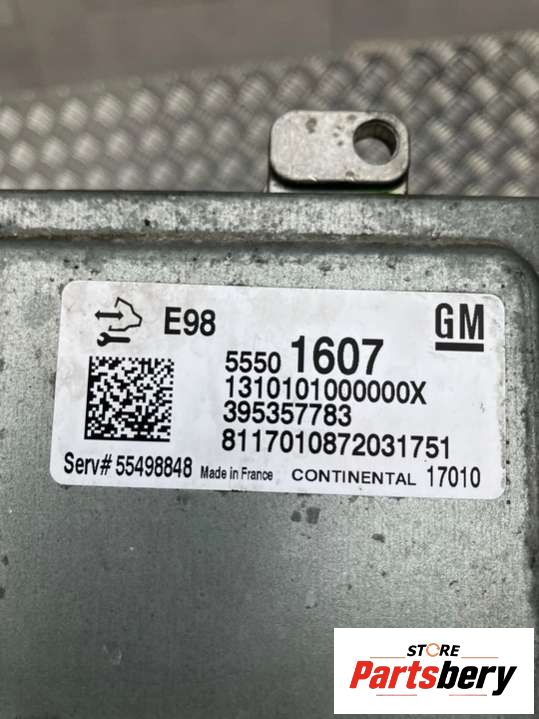 E98
GM
5550 1607
1310101000000X
395357783
8117010872031751
Serv# 55498848 Made in France CONTINENTAL 17010
STORE
Partsbery